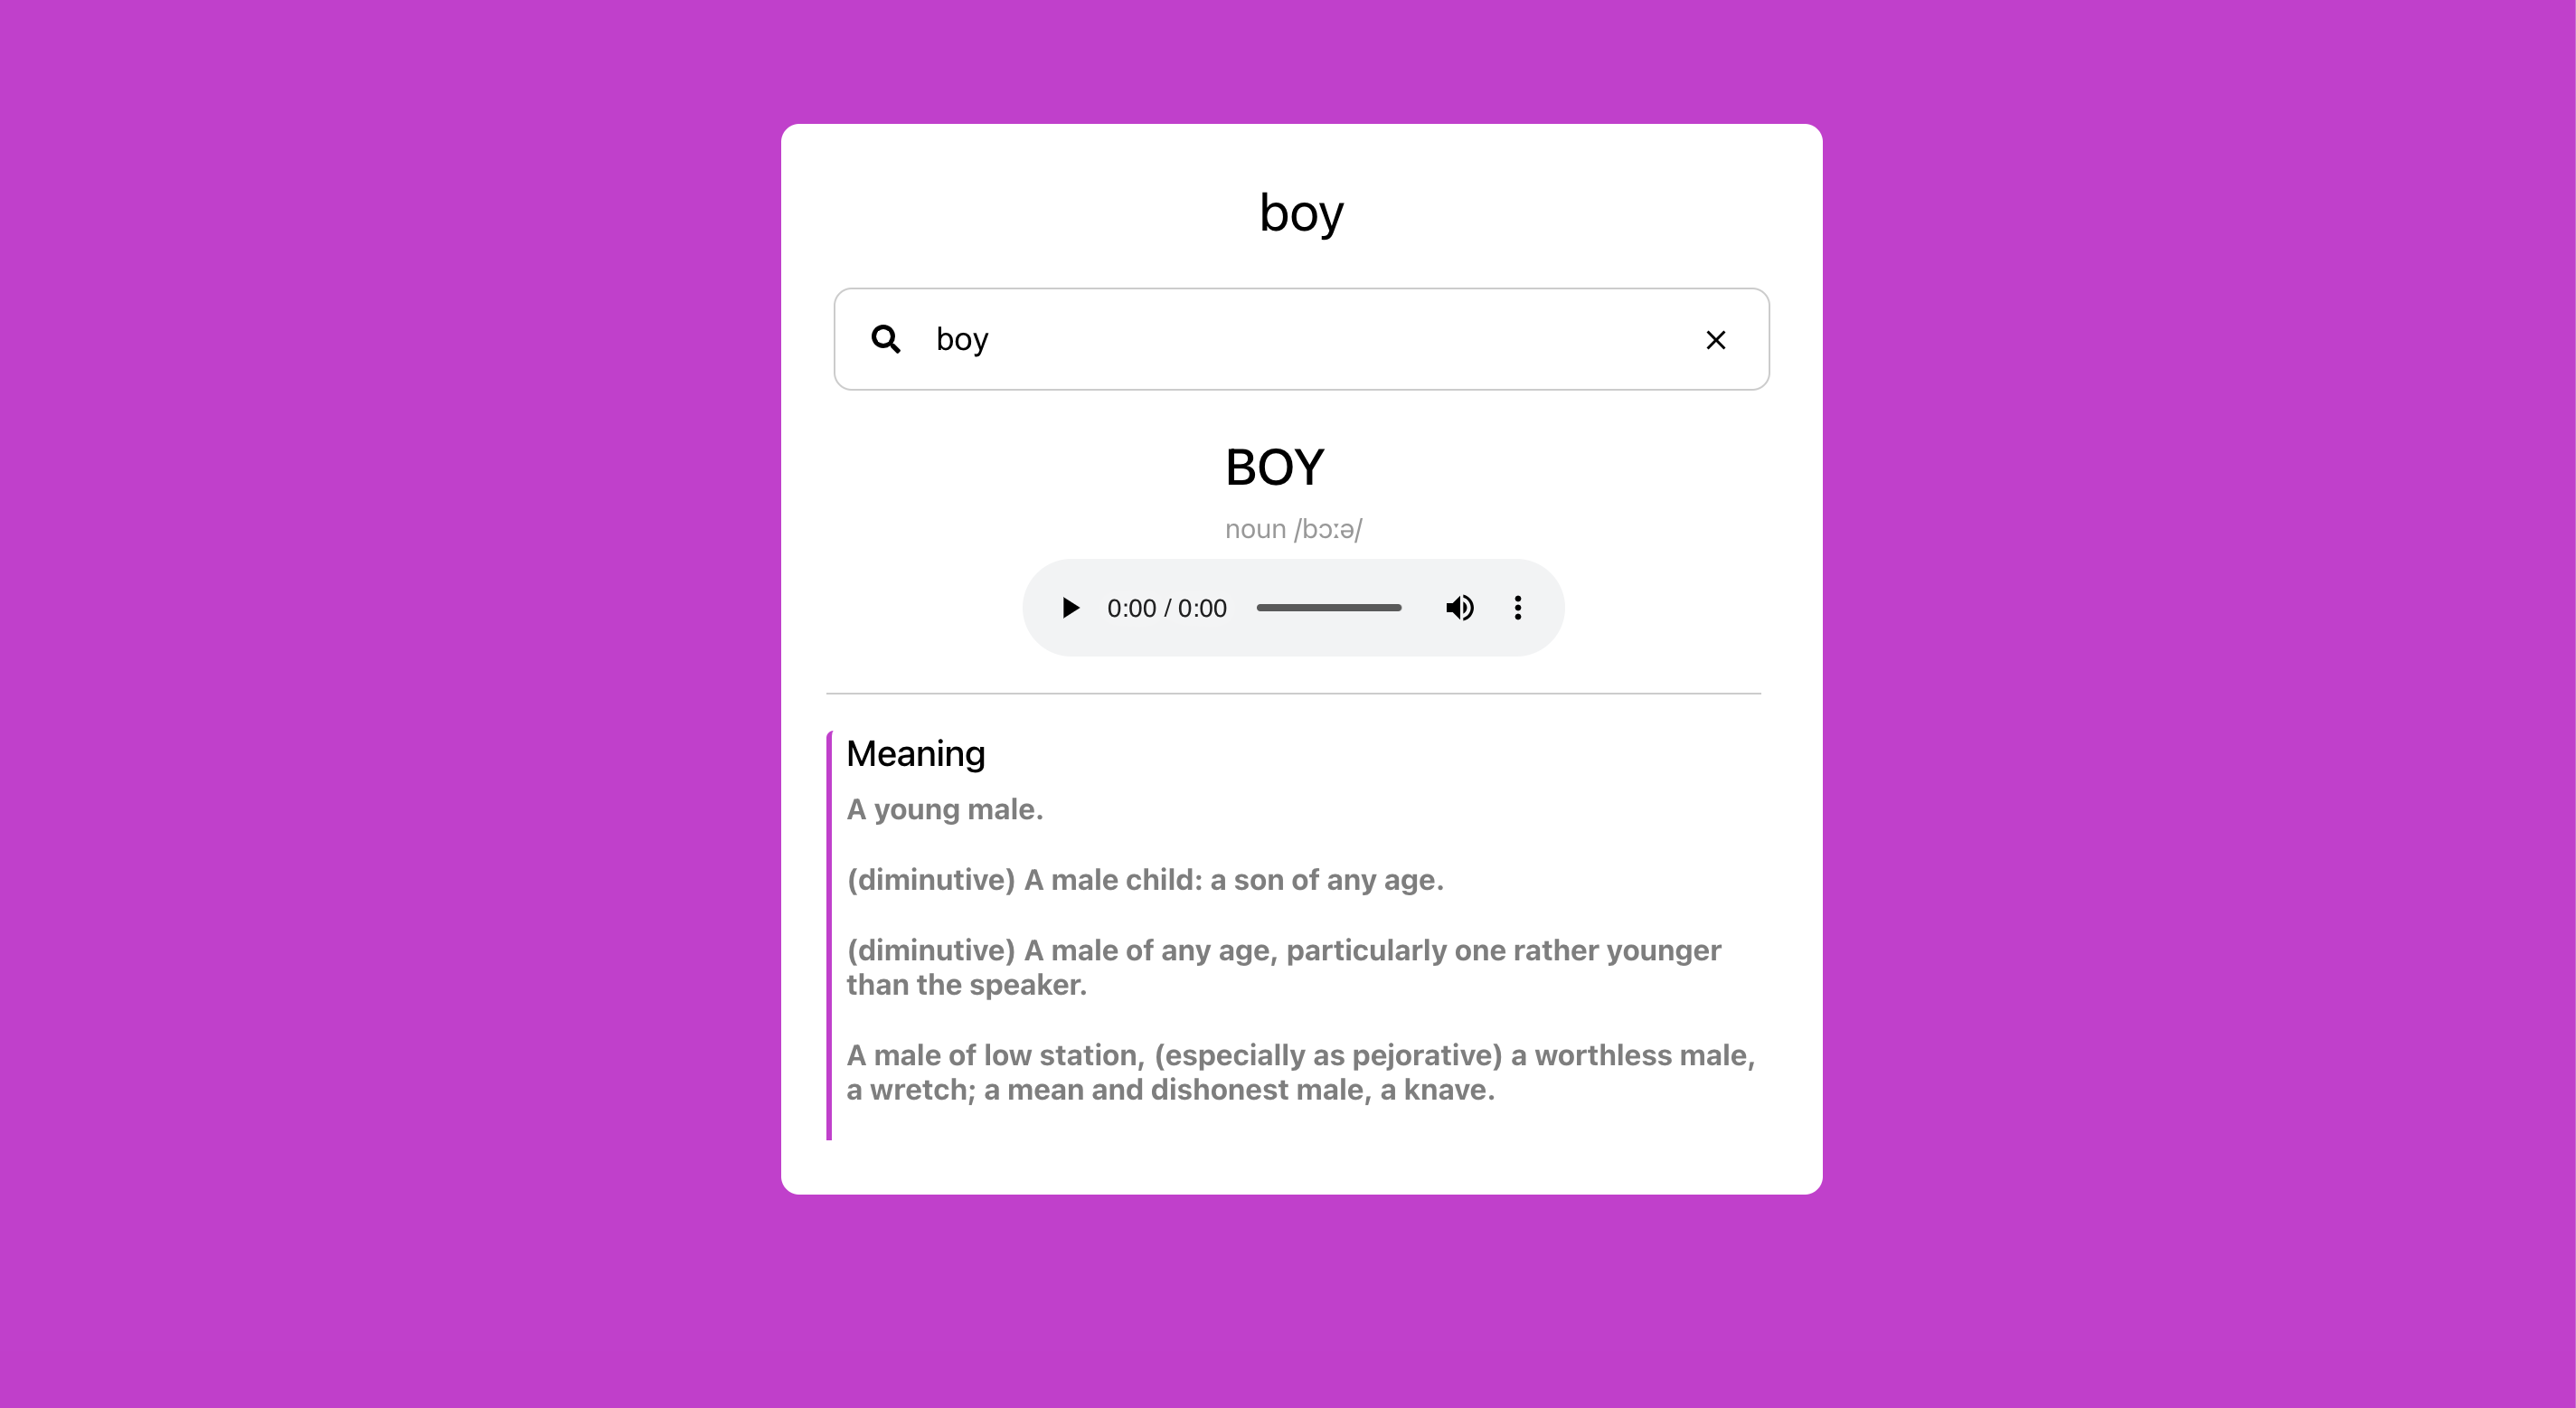 boy
boy
BOY
noun /bɔːə/
0:00 / 0:00
Meaning
A young male.
(diminutive) A male child: a son of any age.
(diminutive) A male of any age, particularly one rather younger
than the speaker.
A male of low station, (especially as pejorative) a worthless male,
a wretch; a mean and dishonest male, a knave.